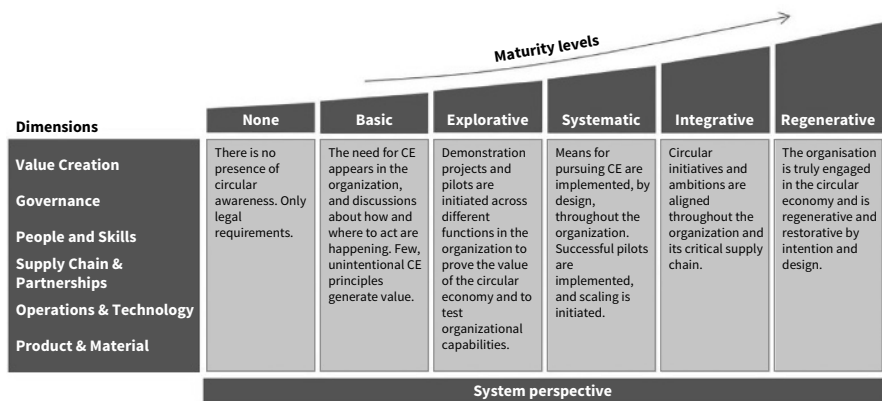 Maturity levels
Dimensions
None
Basic
Explorative
Systematic
Integrative
Regenerative
Value Creation
Governance
People and Skills
Supply Chain &
Partnerships
Operations & Technology
Product & Material
There is no
presence of
circular
awareness. Only
legal
requirements.
The need for CE
appears in the
organization,
and discussions
about how and
where to act are
happening. Few,
unintentional CE
principles
generate value.
Demonstration
projects and
pilots are
initiated across
different
functions in the
organization to
prove the value
of the circular
economy and to
test
organizational
capabilities.
Means for
pursuing CE are
implemented, by
design,
throughout the
organization.
Successful pilots
are
implemented,
and scaling is
initiated.
Circular
initiatives and
ambitions are
aligned
throughout the
organization and
its critical supply
chain.
The organisation
is truly engaged
in the circular
economy and is
regenerative and
restorative by
intention and
design.
System perspective